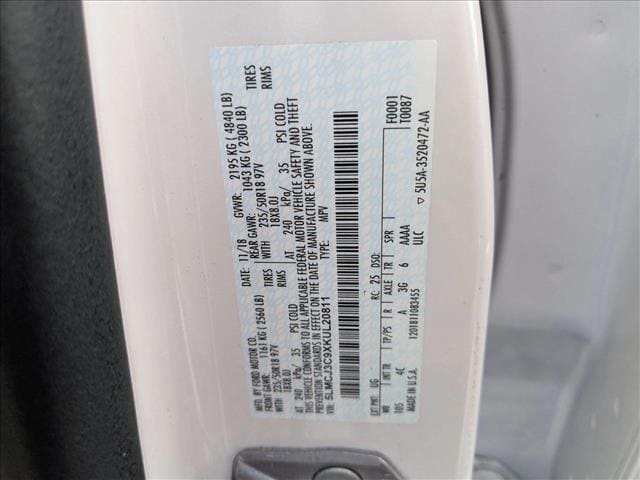 MFD. BY FORD MOTOR CO.
DATE: 11/18 GVWR: 2195 KG ( 4840 LB)
FRONT GAWR: 1161 KG (2560 LB) REAR GAWR: 1043 KG ( 2300 LB)
WITH 235/50R18 97V TIRES WITH 235/50R18 97V TIRES
18X8.0J RIMS 18X8.0J RIMS
AT 240 kPa/ 35 PSI COLD AT 240 kPa/ 35 PSI COLD
THIS VEHICLE CONFORMS TO ALL APPLICABLE FEDERAL MOTOR VEHICLE SAFETY AND THEFT
PREVENTION STANDARDS IN EFFECT ON THE DATE OF MANUFACTURE SHOWN ABOVE.
VIN: 5LMCJ3C9XKUL20811 TYPE: MPV
F0001
T0087
EXT PNT: UG RC: 25 DSO:
WB INT TR TP/PS R AXLE TR SPR
105 4C A 3G 6 AAAA
ULC
MADE IN U.S.A. 1201811083455
5U5A-3520472-AA